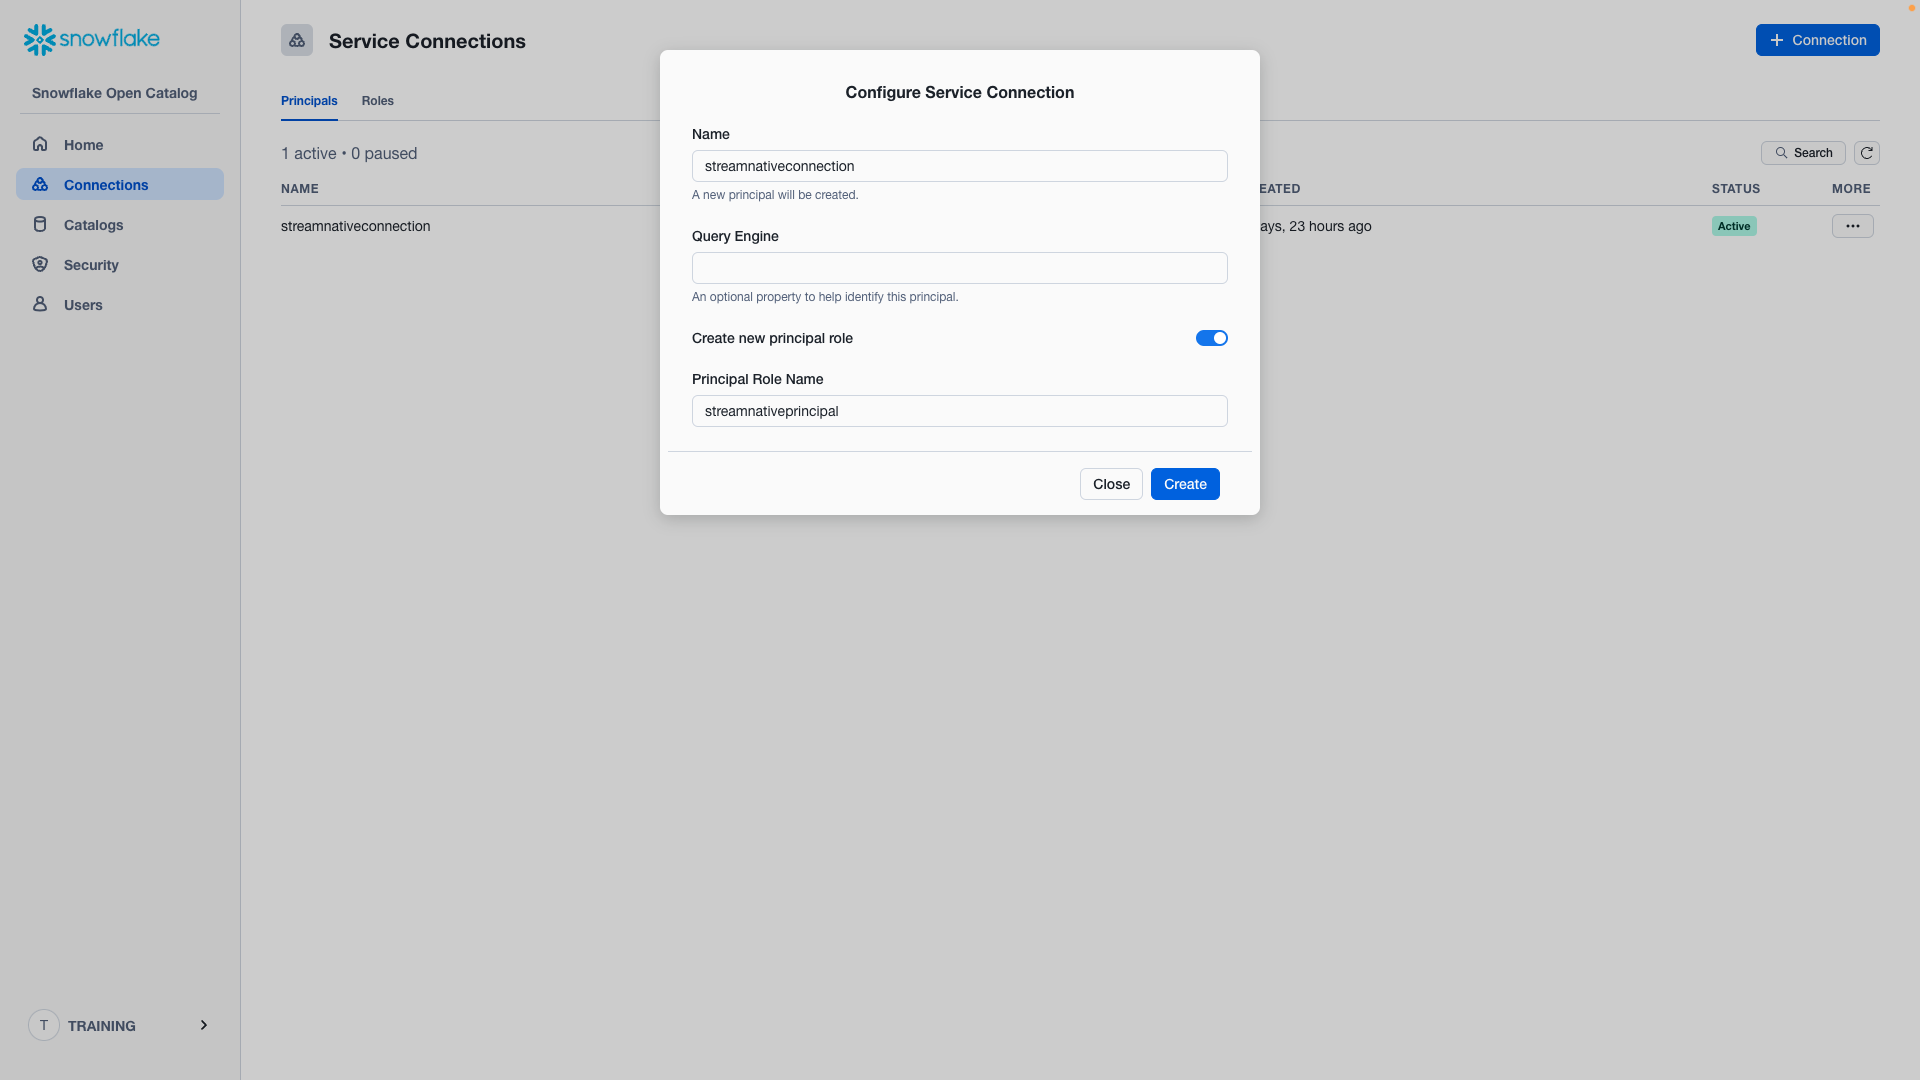 snowflake
Snowflake Open Catalog
Home
Connections
Catalogs
Security
Users
T TRAINING
Service Connections
Connection
Principals Roles
1 active • 0 paused
Search
NAME EATED STATUS MORE
streamnativeconnection ays, 23 hours ago Active
Configure Service Connection
Name
streamnativeconnection
A new principal will be created.
Query Engine
An optional property to help identify this principal.
Create new principal role
Principal Role Name
streamnativeprincipal
Close Create